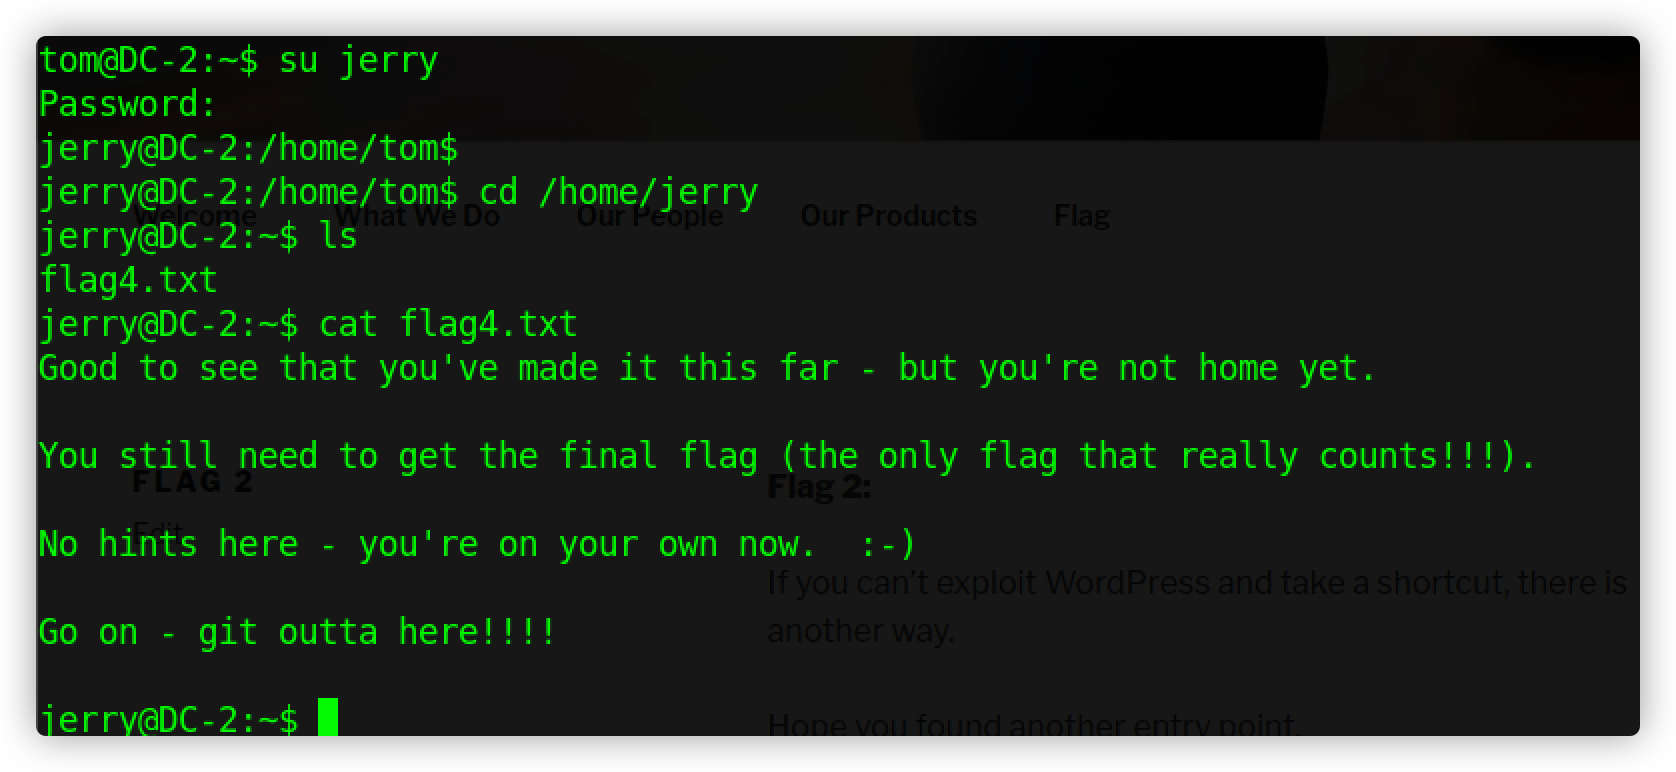 tom@DC-2:~$ su jerry
Password:
jerry@DC-2:/home/tom$
jerry@DC-2:/home/tom$ cd /home/jerry
Welcome What We Do Our People Our Products Flag
jerry@DC-2:~$ ls
flag4.txt
jerry@DC-2:~$ cat flag4.txt
Good to see that you've made it this far - but you're not home yet.
You still need to get the final flag (the only flag that really counts!!!).
FLAG 2
Flag 2:
Edit
No hints here - you're on your own now.  :-)
If you can't exploit WordPress and take a shortcut, there is
another way.
Go on - git outta here!!!!
jerry@DC-2:~$
Hope you found another entry point.